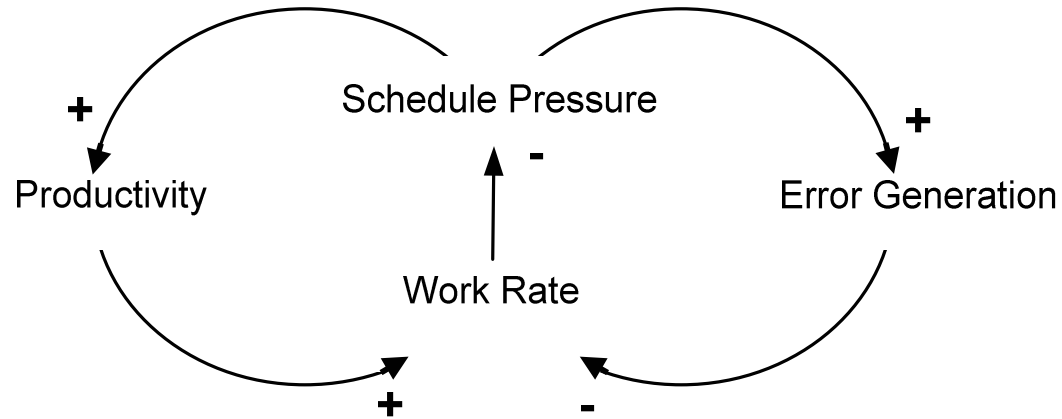 Schedule Pressure
+
+
-
Productivity
Error Generation
Work Rate
+
-